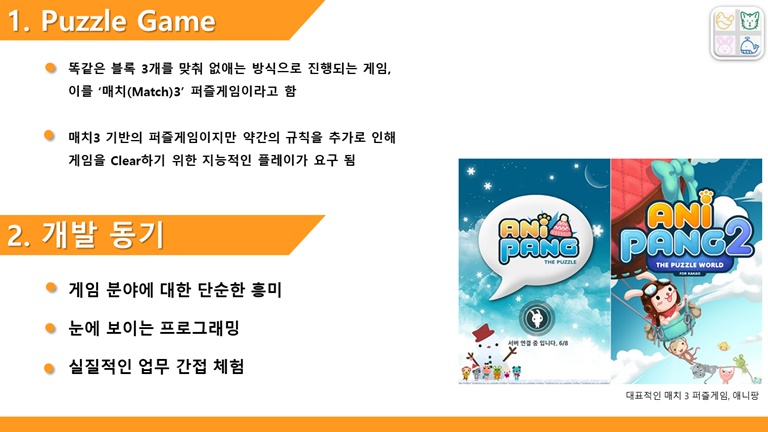 1. Puzzle Game
똑같은 블록 3개를 맞춰 없애는 방식으로 진행되는 게임,
이를 ‘매치(Match)3’ 퍼즐게임이라고 함
매치3 기반의 퍼즐게임이지만 약간의 규칙을 추가로 인해
게임을 Clear하기 위한 지능적인 플레이가 요구 됨
2. 개발 동기
게임 분야에 대한 단순한 흥미
눈에 보이는 프로그래밍
실질적인 업무 간접 체험
ANI
PANG
THE PUZZLE
서버 연결 중 입니다. 6/8
ANI
PANG2
THE PUZZLE WORLD
FOR KAKAO
대표적인 매치 3 퍼즐게임, 애니팡